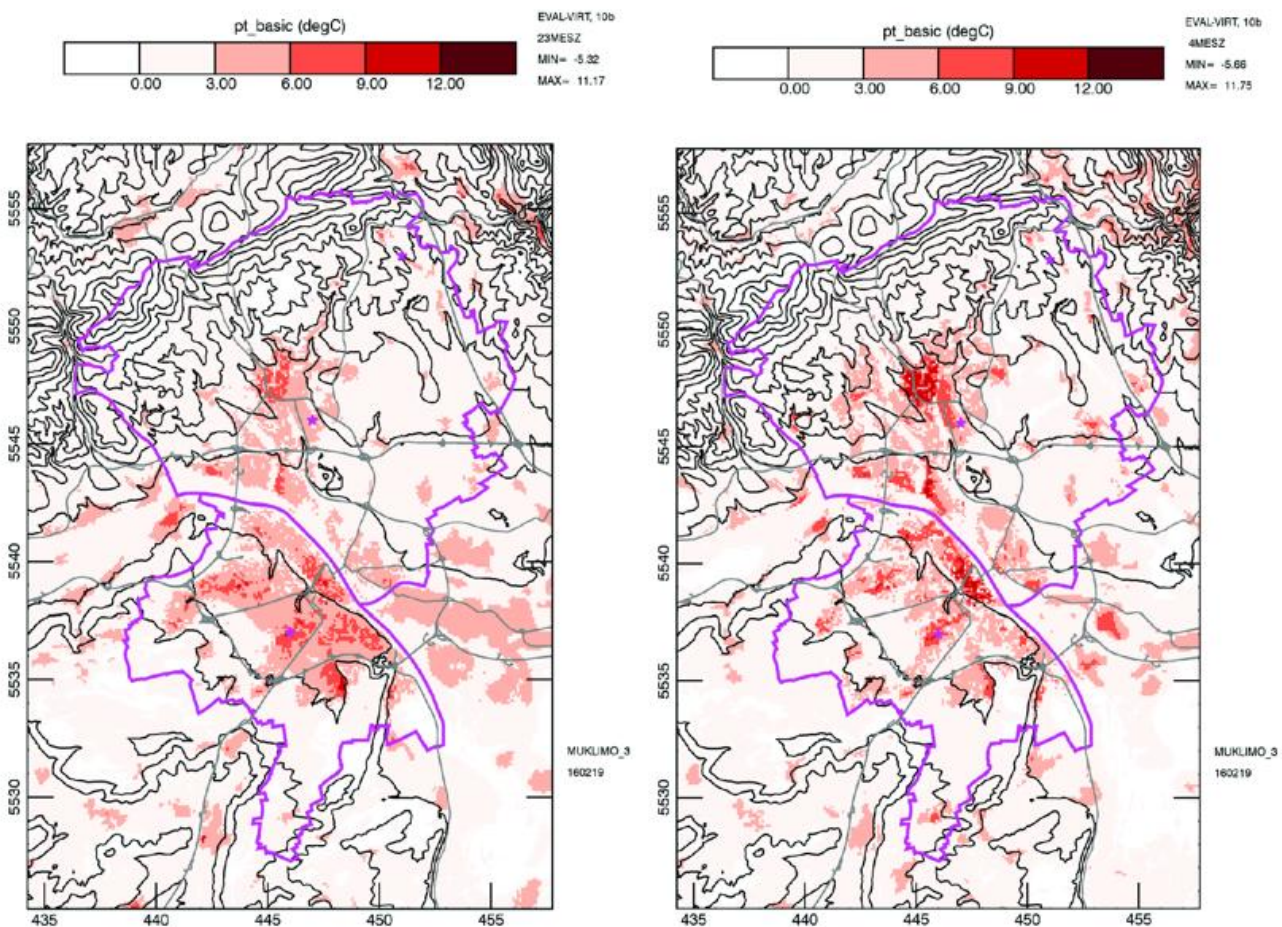 pt_basic (degC)
0.00 3.00 6.00 9.00 12.00
EVAL-VIRT, 10b
23MESZ
MIN= -5.32
MAX= 11.17
5555
5550
5545
5540
5535
5530
435 440 445 450 455
MUKLIMO_3
160219
pt_basic (degC)
0.00 3.00 6.00 9.00 12.00
EVAL-VIRT, 10b
4MESZ
MIN= -5.66
MAX= 11.75
5555
5550
5545
5540
5535
5530
435 440 445 450 455
MUKLIMO_3
160219